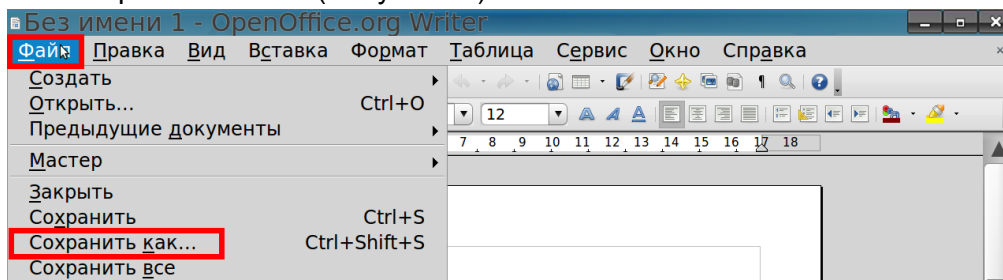 Без имени 1 - OpenOffice.org Writer
Файл Правка Вид Вставка Формат Таблица Сервис Окно Справка
Создать
Открыть... Ctrl+O
12
Предыдущие документы
7 8 9 10 11 12 13 14 15 16 17 18
Мастер
Закрыть
Сохранить Ctrl+S
Сохранить как... Ctrl+Shift+S
Сохранить все